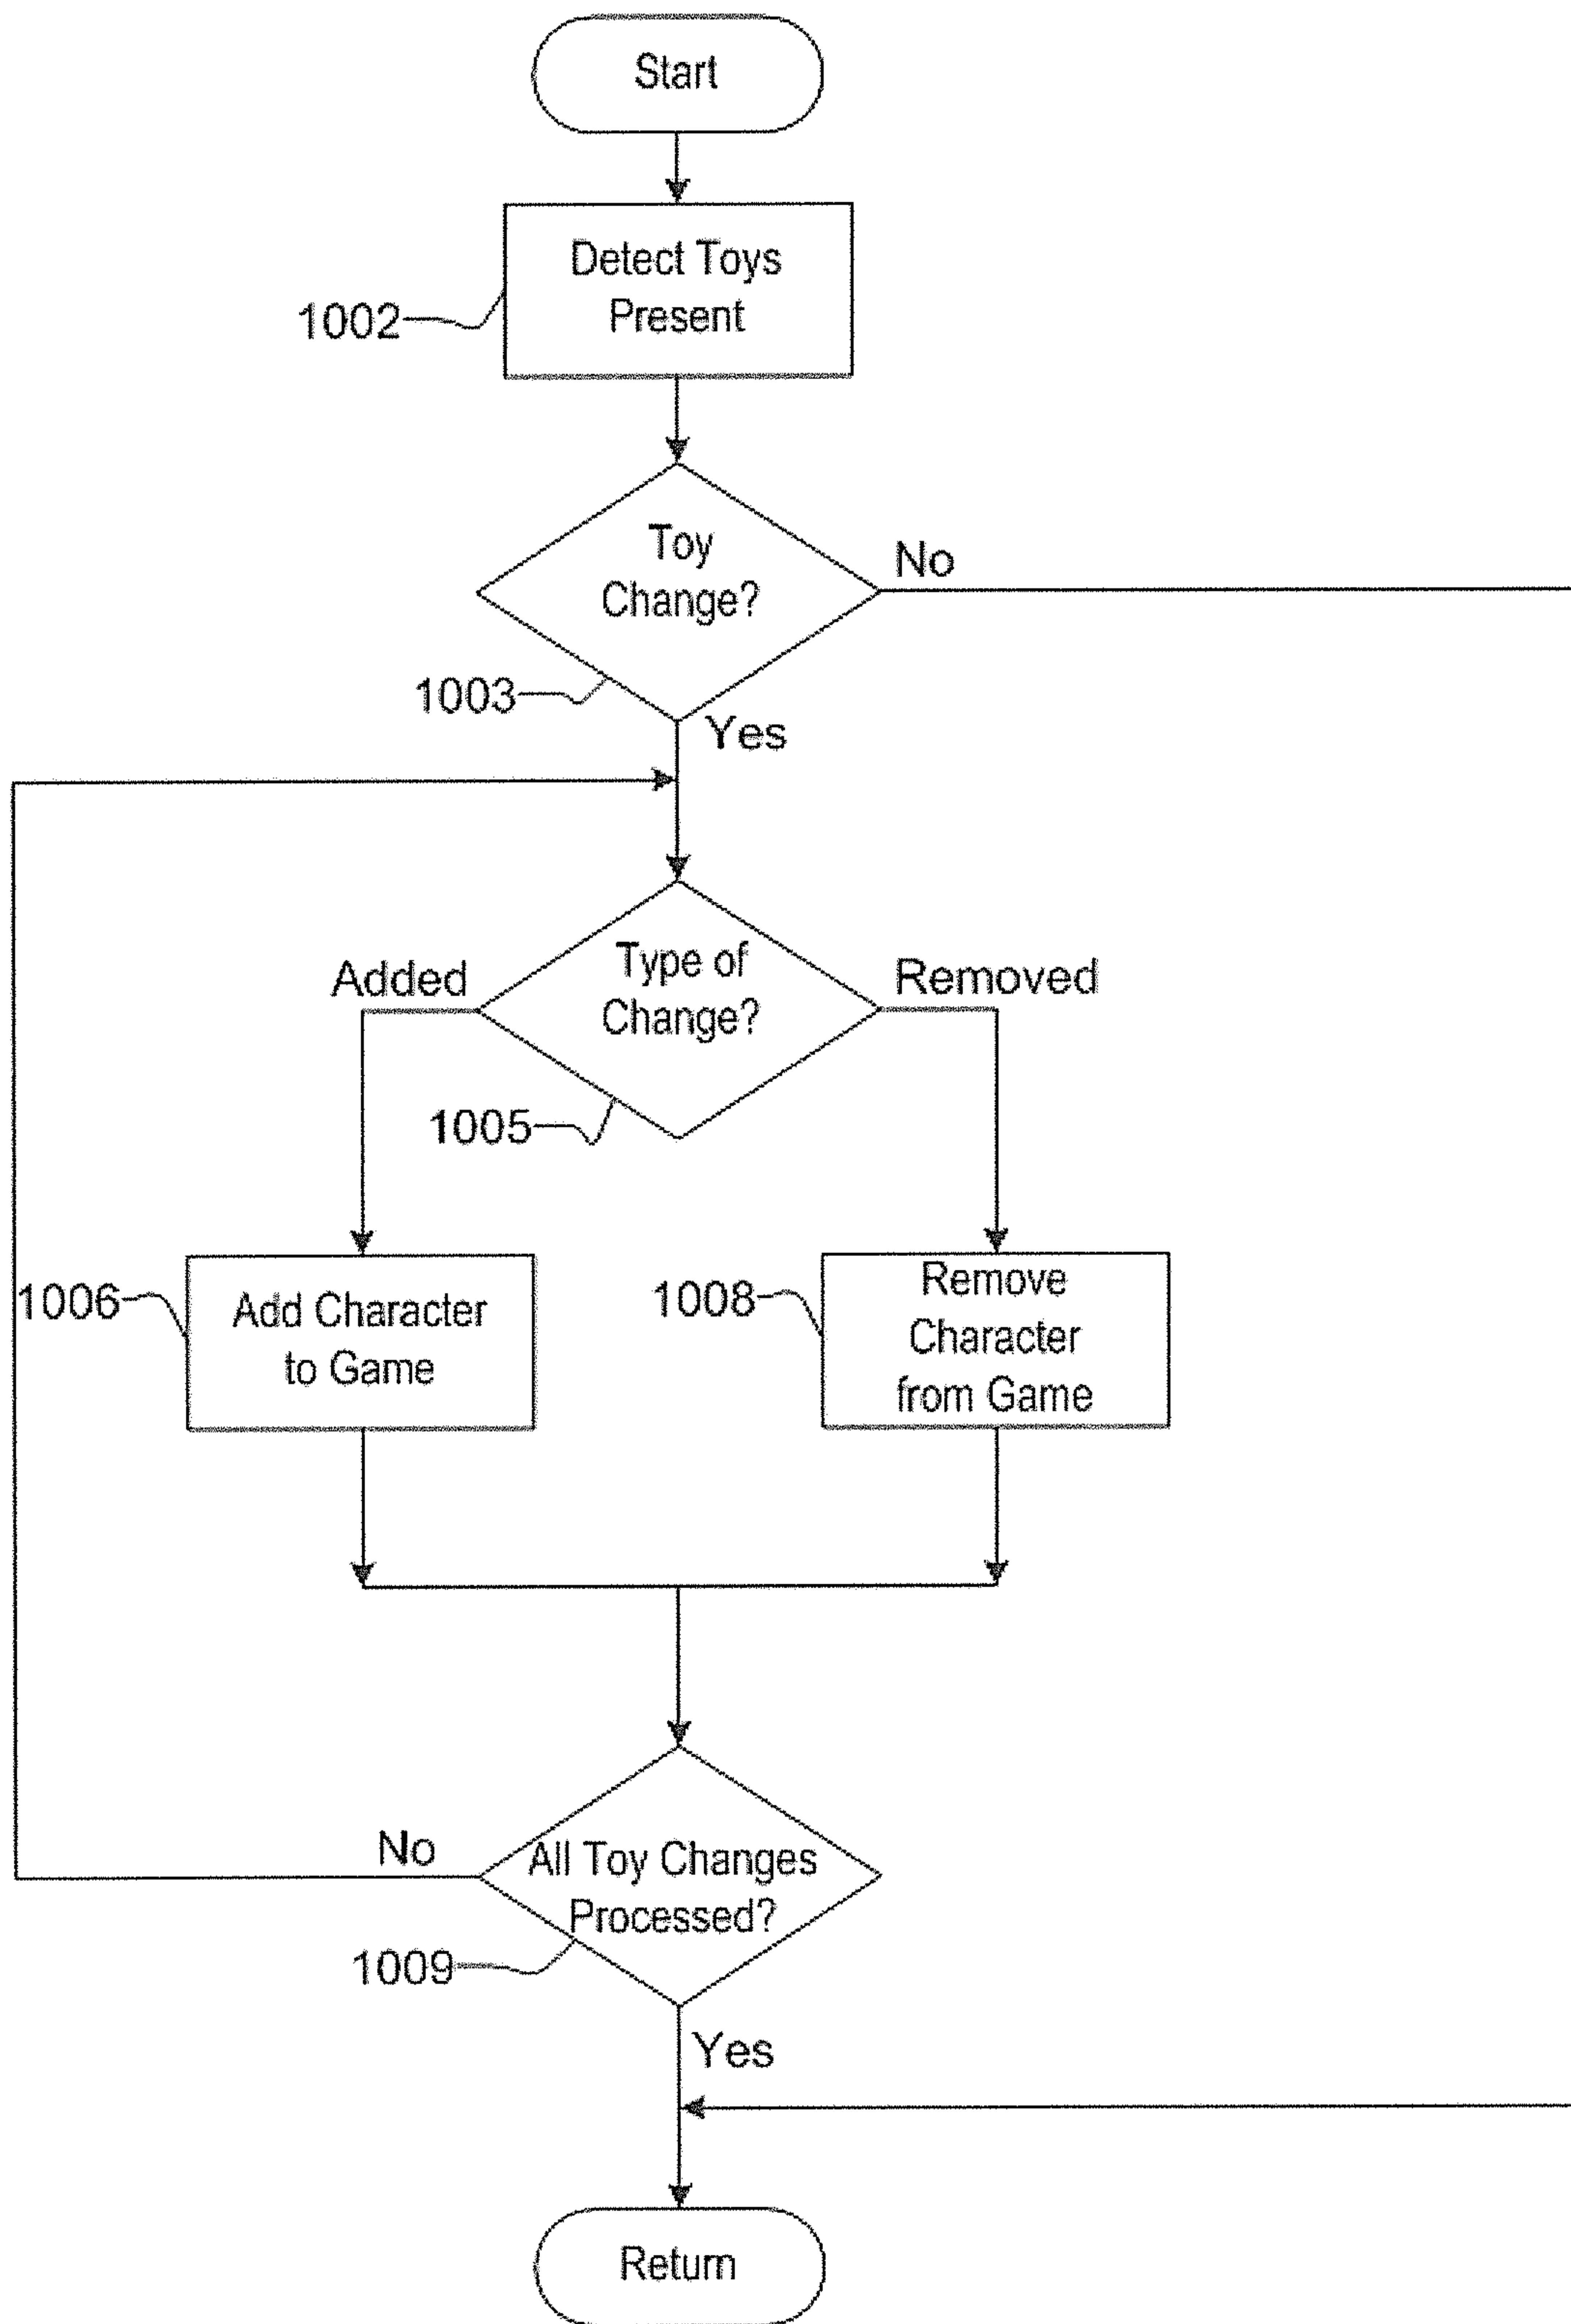 Start
Detect Toys
Present
1002
Toy
Change?
No
1003
Yes
Type of
Change?
Added
Removed
1005
1006
Add Character
to Game
1008
Remove
Character
from Game
No
All Toy Changes
Processed?
1009
Yes
Return